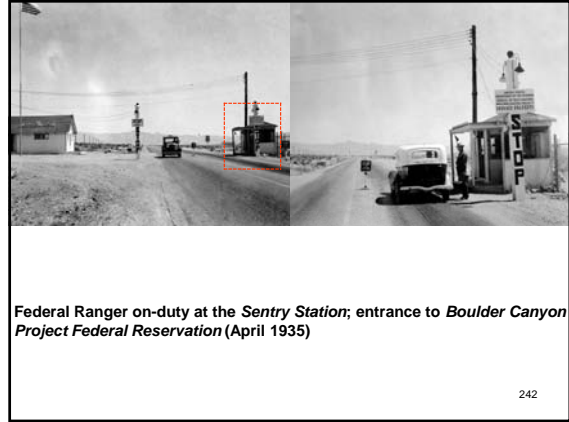 STOP
Federal Ranger on-duty at the Sentry Station; entrance to Boulder Canyon
Project Federal Reservation (April 1935)
242